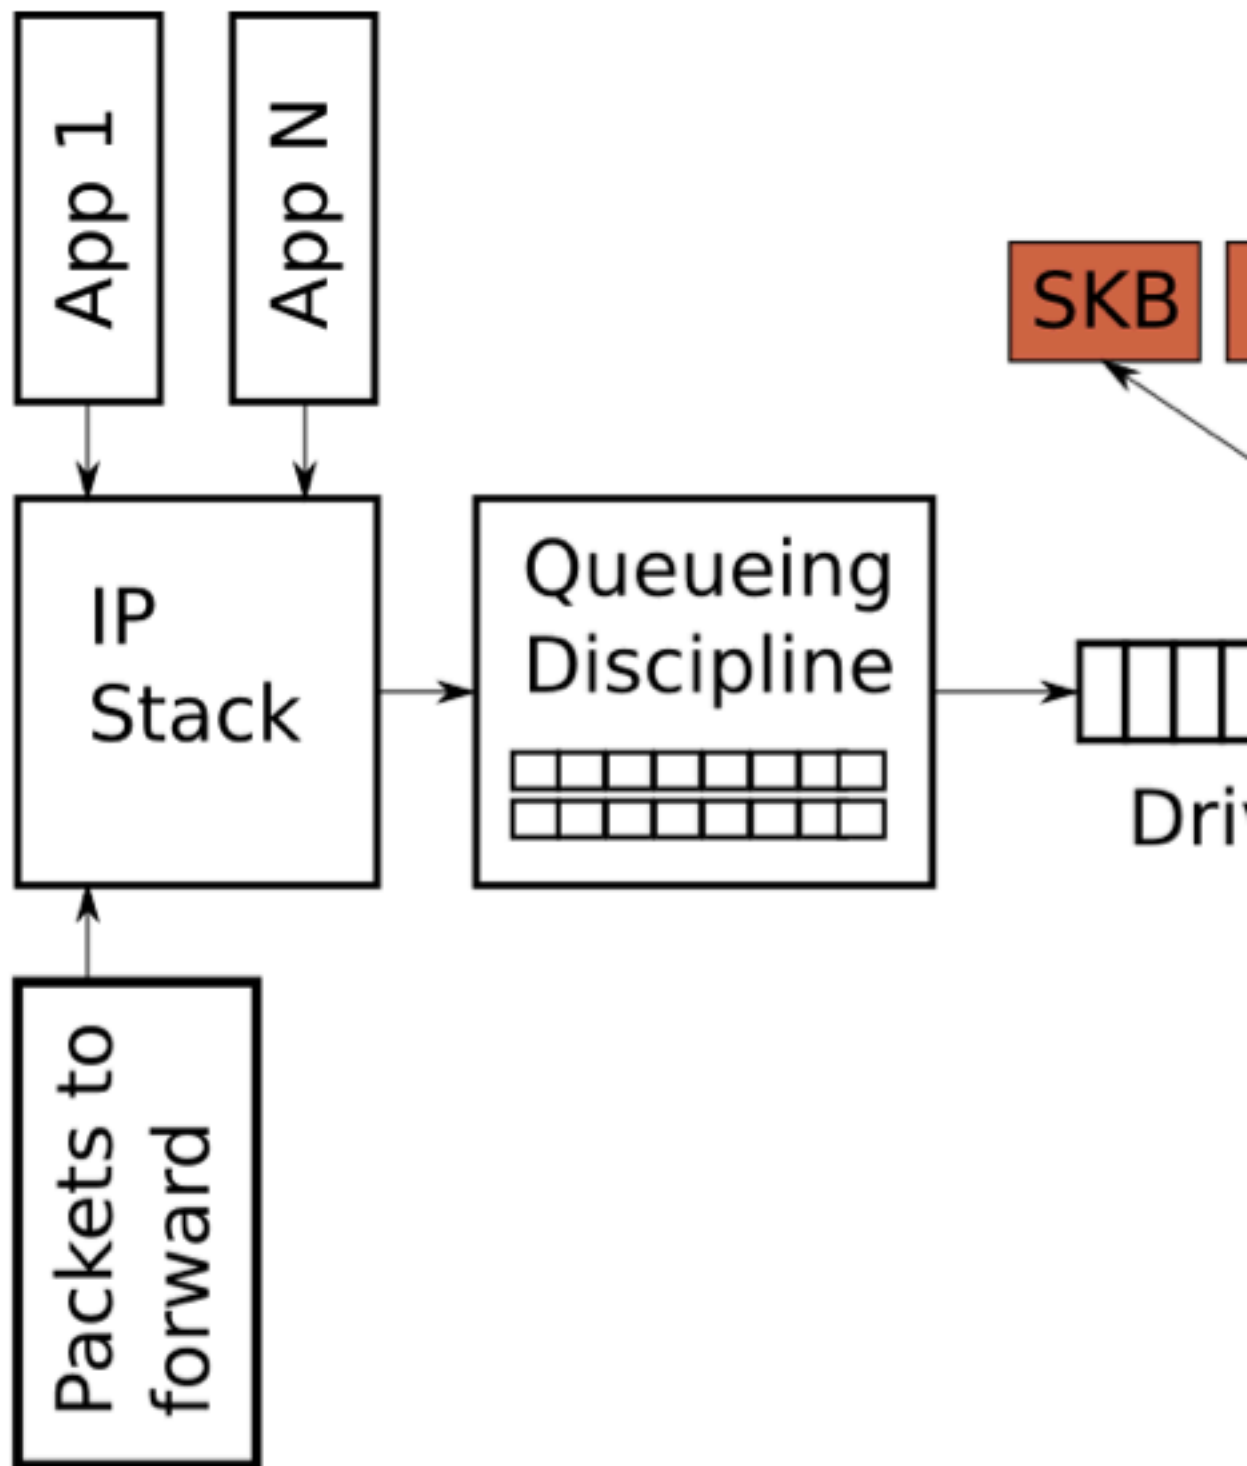 App 1
App N
SKB
IP
Stack
Queueing
Discipline
Packets to
forward